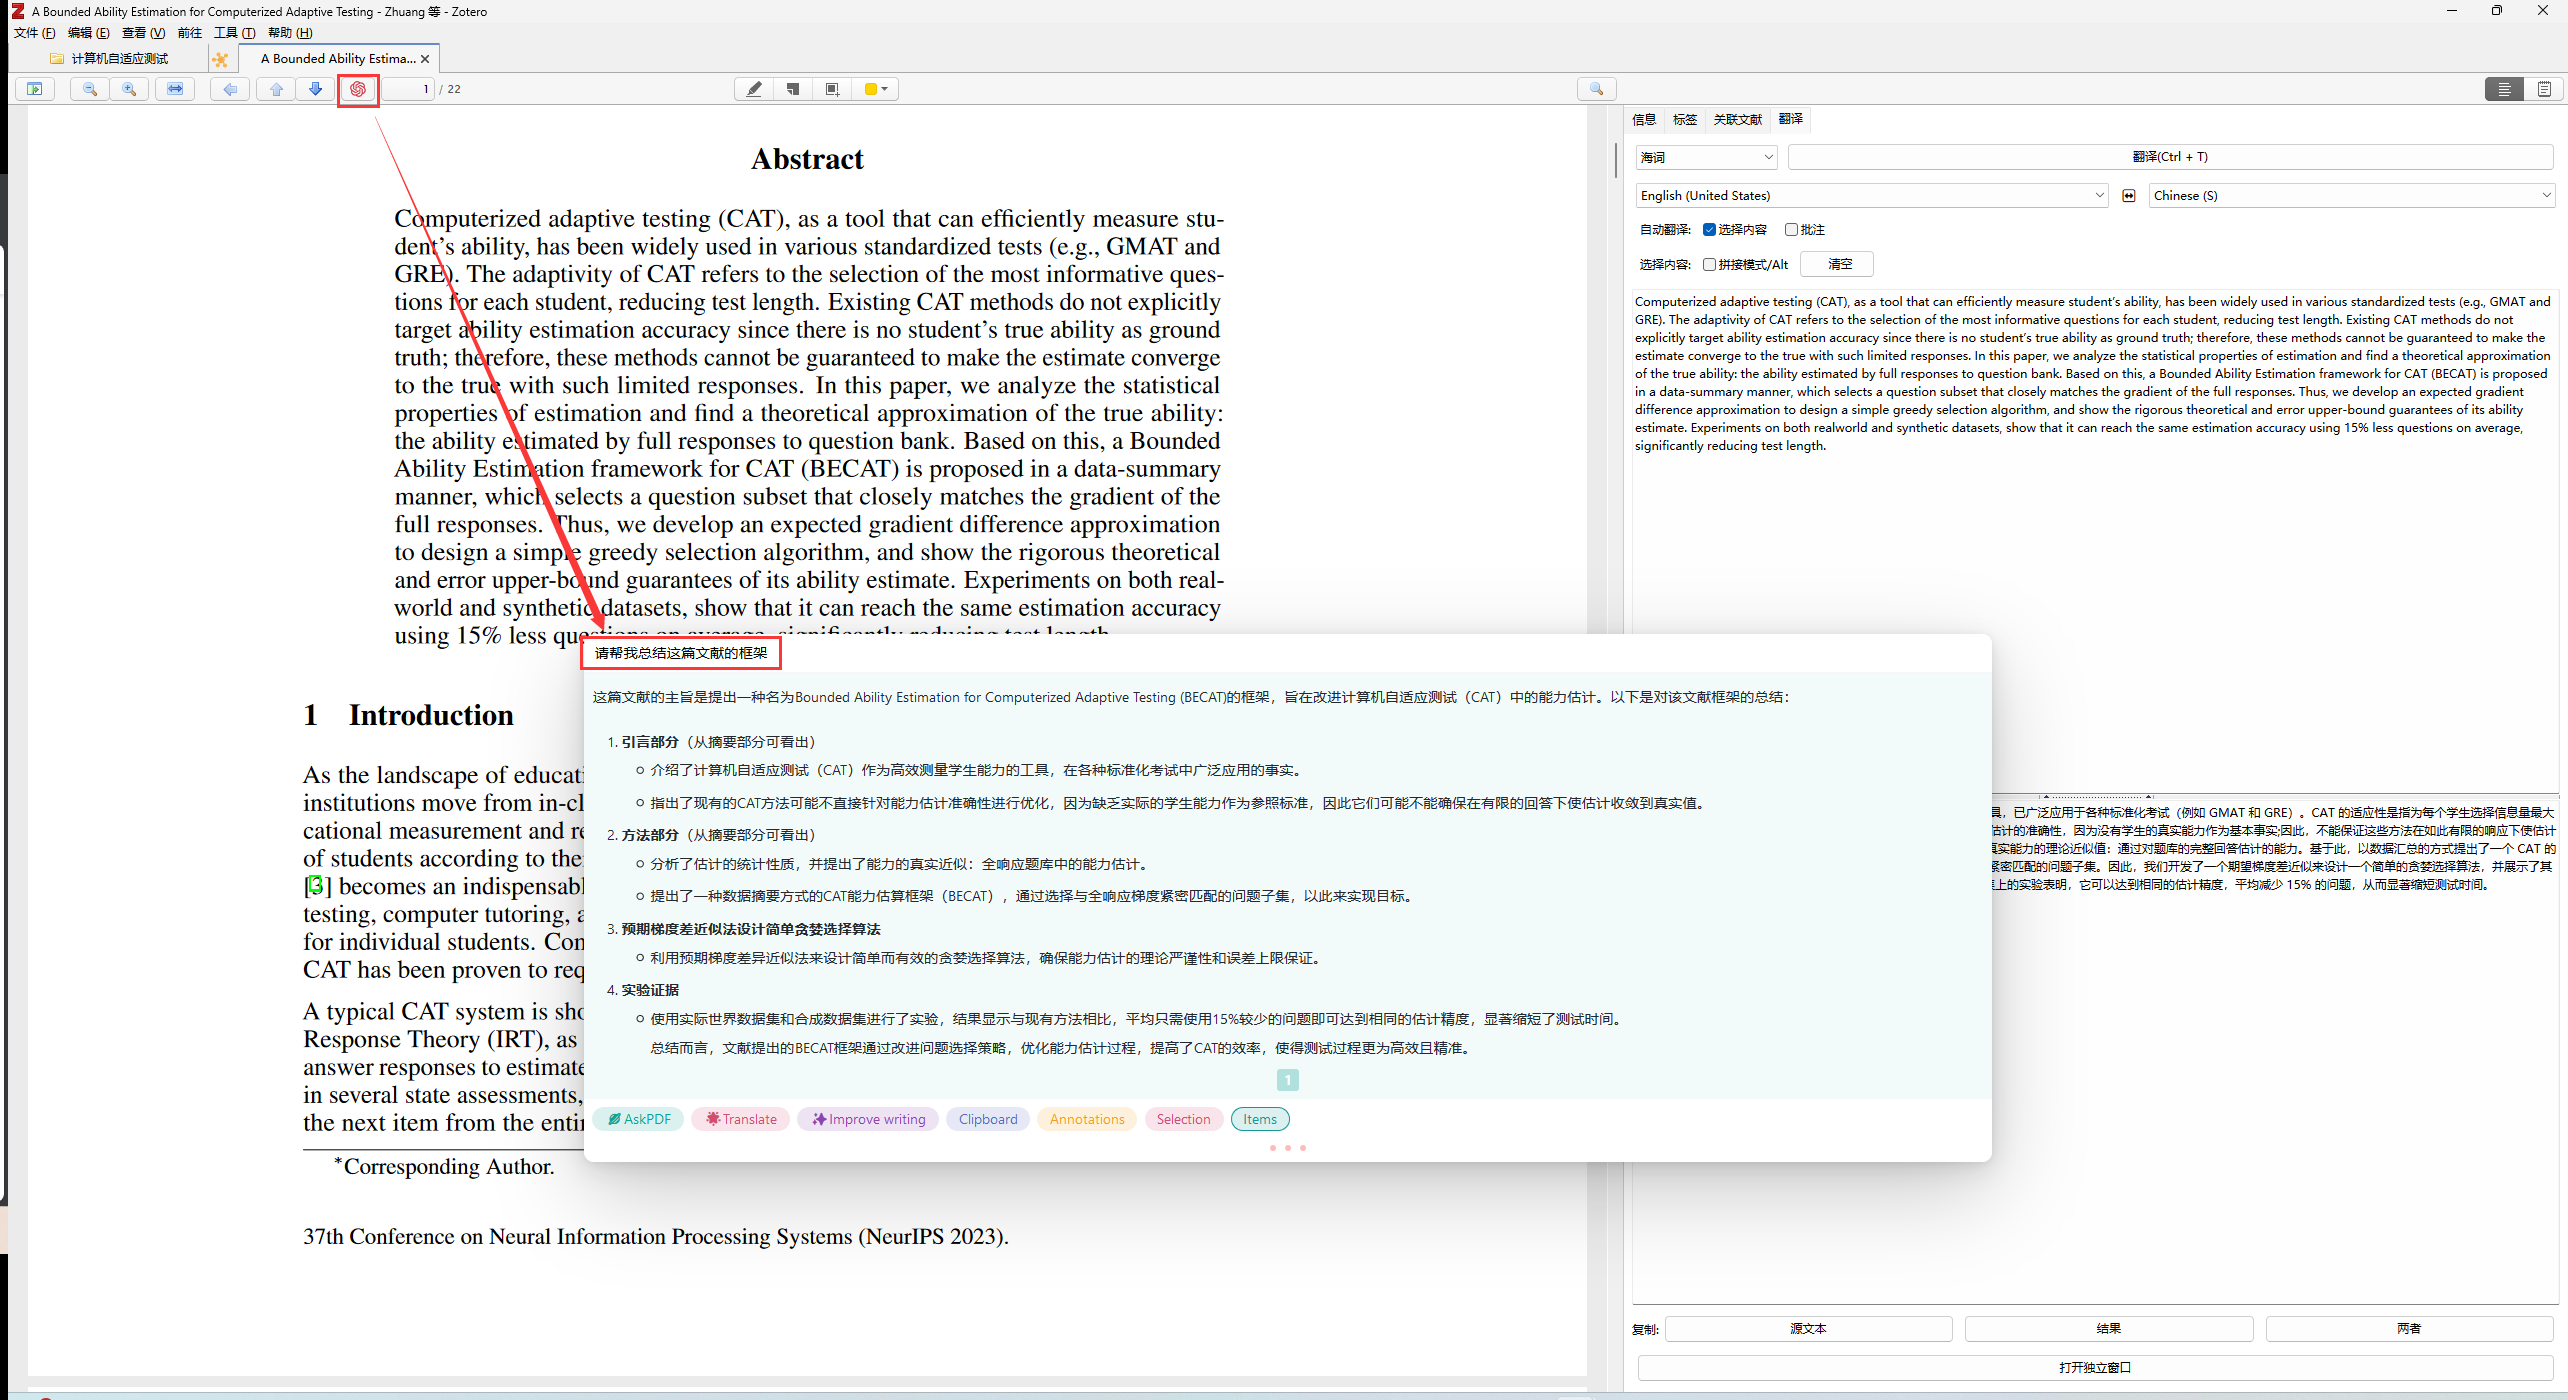 A Bounded Ability Estimation for Computerized Adaptive Testing - Zhuang 等 - Zotero
文件 (F) 编辑 (E) 查看 (V) 前往 工具 (T) 帮助 (H)
计算机自适应测试
A Bounded Ability Estima...
1 / 22
Abstract
Computerized adaptive testing (CAT), as a tool that can efficiently measure stu-
dent's ability, has been widely used in various standardized tests (e.g., GMAT and
GRE). The adaptivity of CAT refers to the selection of the most informative ques-
tions for each student, reducing test length. Existing CAT methods do not explicitly
target ability estimation accuracy since there is no student's true ability as ground
truth; therefore, these methods cannot be guaranteed to make the estimate converge
to the true with such limited responses. In this paper, we analyze the statistical
properties of estimation and find a theoretical approximation of the true ability:
the ability estimated by full responses to question bank. Based on this, a Bounded
Ability Estimation framework for CAT (BECAT) is proposed in a data-summary
manner, which selects a question subset that closely matches the gradient of the
full responses. Thus, we develop an expected gradient difference approximation
to design a simple greedy selection algorithm, and show the rigorous theoretical
and error upper-bound guarantees of its ability estimate. Experiments on both real-
world and synthetic datasets, show that it can reach the same estimation accuracy
using 15% less questions on average, significantly reducing test length.
1 Introduction
As the landscape of educati
institutions move from in-cl
cational measurement and re
of students according to the
[3] becomes an indispensabl
testing, computer tutoring, a
for individual students. Con
CAT has been proven to req
A typical CAT system is sho
Response Theory (IRT), as
answer responses to estimate
in several state assessments,
the next item from the entir
*Corresponding Author.
37th Conference on Neural Information Processing Systems (NeurIPS 2023).
请帮我总结这篇文献的框架
这篇文献的主旨是提出一种名为Bounded Ability Estimation for Computerized Adaptive Testing (BECAT)的框架，旨在改进计算机自适应测试（CAT）中的能力估计。以下是对该文献框架的总结：
1. 引言部分（从摘要部分可看出）
介绍了计算机自适应测试（CAT）作为高效测量学生能力的工具，在各种标准化考试中广泛应用的事实。
指出了现有的CAT方法可能不直接针对能力估计准确性进行优化，因为缺乏实际的学生能力作为参照标准，因此它们可能不能确保在有限的回答下使估计收敛到真实值。
2. 方法部分（从摘要部分可看出）
分析了估计的统计性质，并提出了能力的真实近似：全响应题库中的能力估计。
提出了一种数据摘要方式的CAT能力估算框架（BECAT），通过选择与全响应梯度紧密匹配的问题子集，以此来实现目标。
3. 预期梯度差近似法设计简单贪婪选择算法
利用预期梯度差异近似法来设计简单而有效的贪婪选择算法，确保能力估计的理论严谨性和误差上限保证。
4. 实验证据
使用实际世界数据集和合成数据集进行了实验，结果显示与现有方法相比，平均只需使用15%较少的问题即可达到相同的估计精度，显著缩短了测试时间。
总结而言，文献提出的BECAT框架通过改进问题选择策略，优化能力估计过程，提高了CAT的效率，使得测试过程更为高效且精准。
1
AskPDF Translate Improve writing Clipboard Annotations Selection Items
信息 标签 关联文献 翻译
海词 翻译(Ctrl + T)
English (United States) Chinese (S)
自动翻译: 选择内容 批注
选择内容: 拼接模式/Alt 清空
Computerized adaptive testing (CAT), as a tool that can efficiently measure student's ability, has been widely used in various standardized tests (e.g., GMAT and
GRE). The adaptivity of CAT refers to the selection of the most informative questions for each student, reducing test length. Existing CAT methods do not
explicitly target ability estimation accuracy since there is no student's true ability as ground truth; therefore, these methods cannot be guaranteed to make the
estimate converge to the true with such limited responses. In this paper, we analyze the statistical properties of estimation and find a theoretical approximation
of the true ability: the ability estimated by full responses to question bank. Based on this, a Bounded Ability Estimation framework for CAT (BECAT) is proposed
in a data-summary manner, which selects a question subset that closely matches the gradient of the full responses. Thus, we develop an expected gradient
difference approximation to design a simple greedy selection algorithm, and show the rigorous theoretical and error upper-bound guarantees of its ability
estimate. Experiments on both realworld and synthetic datasets, show that it can reach the same estimation accuracy using 15% less questions on average,
significantly reducing test length.
具，已广泛应用于各种标准化考试（例如 GMAT 和 GRE）。CAT 的适应性是指为每个学生选择信息量最大
估计的准确性，因为没有学生的真实能力作为基本事实;因此，不能保证这些方法在如此有限的响应下使估计
真实能力的理论近似值：通过对题库的完整回答估计的能力。基于此，以数据汇总的方式提出了一个 CAT 的
紧密匹配的问题子集。因此，我们开发了一个期望梯度差近似来设计一个简单的贪婪选择算法，并展示了其
上的实验表明，它可以达到相同的估计精度，平均减少 15% 的问题，从而显著缩短测试时间。
复制: 源文本 结果 两者
打开独立窗口